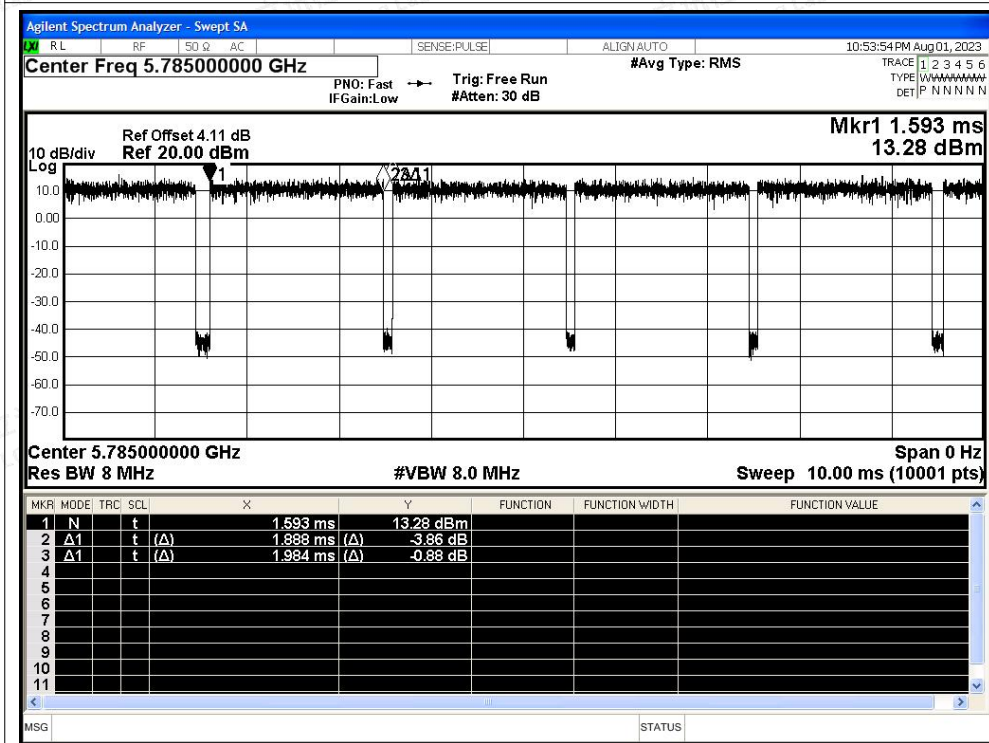 Agilent Spectrum Analyzer - Swept SA
LXI RL RF 50 Ω AC SENSE:PULSE ALIGN AUTO 10:53:54 PM Aug 01, 2023
Center Freq 5.785000000 GHz
PNO: Fast
IFGain:Low
Trig: Free Run
#Atten: 30 dB
#Avg Type: RMS
TRACE 1 2 3 4 5 6
TYPE W
DET P N N N N N
Mkr1 1.593 ms
13.28 dBm
Ref Offset 4.11 dB
10 dB/div Ref 20.00 dBm
Log
1
10.0
0.00
-10.0
-20.0
-30.0
-40.0
-50.0
-60.0
-70.0
Center 5.785000000 GHz Span 0 Hz
Res BW 8 MHz #VBW 8.0 MHz Sweep 10.00 ms (10001 pts)
MKR MODE TRC SCL X Y FUNCTION FUNCTION WIDTH FUNCTION VALUE
1 N t 1.593 ms 13.28 dBm
2 Δ1 t (Δ) 1.888 ms (Δ) -3.86 dB
3 Δ1 t (Δ) 1.984 ms (Δ) -0.88 dB
4
5
6
7
8
9
10
11
MSG STATUS